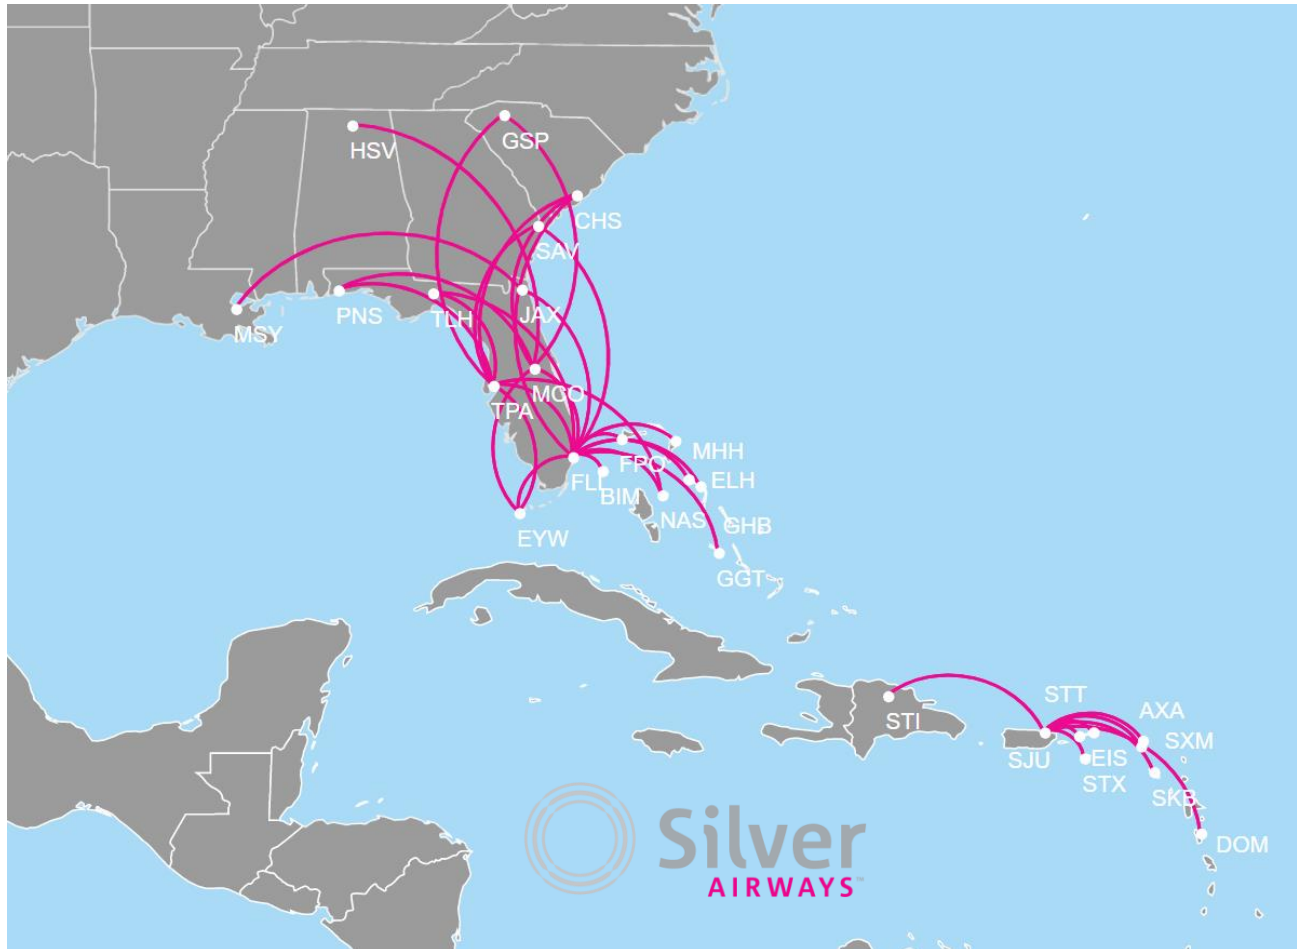 GSP
HSV
CHS
SAV
PNS
TLH
JAX
MSY
MCO
TPA
MHH
FPO
FLL
BIM
ELH
NAS
GHB
EYW
GGT
STT
AXA
STI
SXM
SJU
EIS
STX
SKB
DOM
Silver
AIRWAYS™